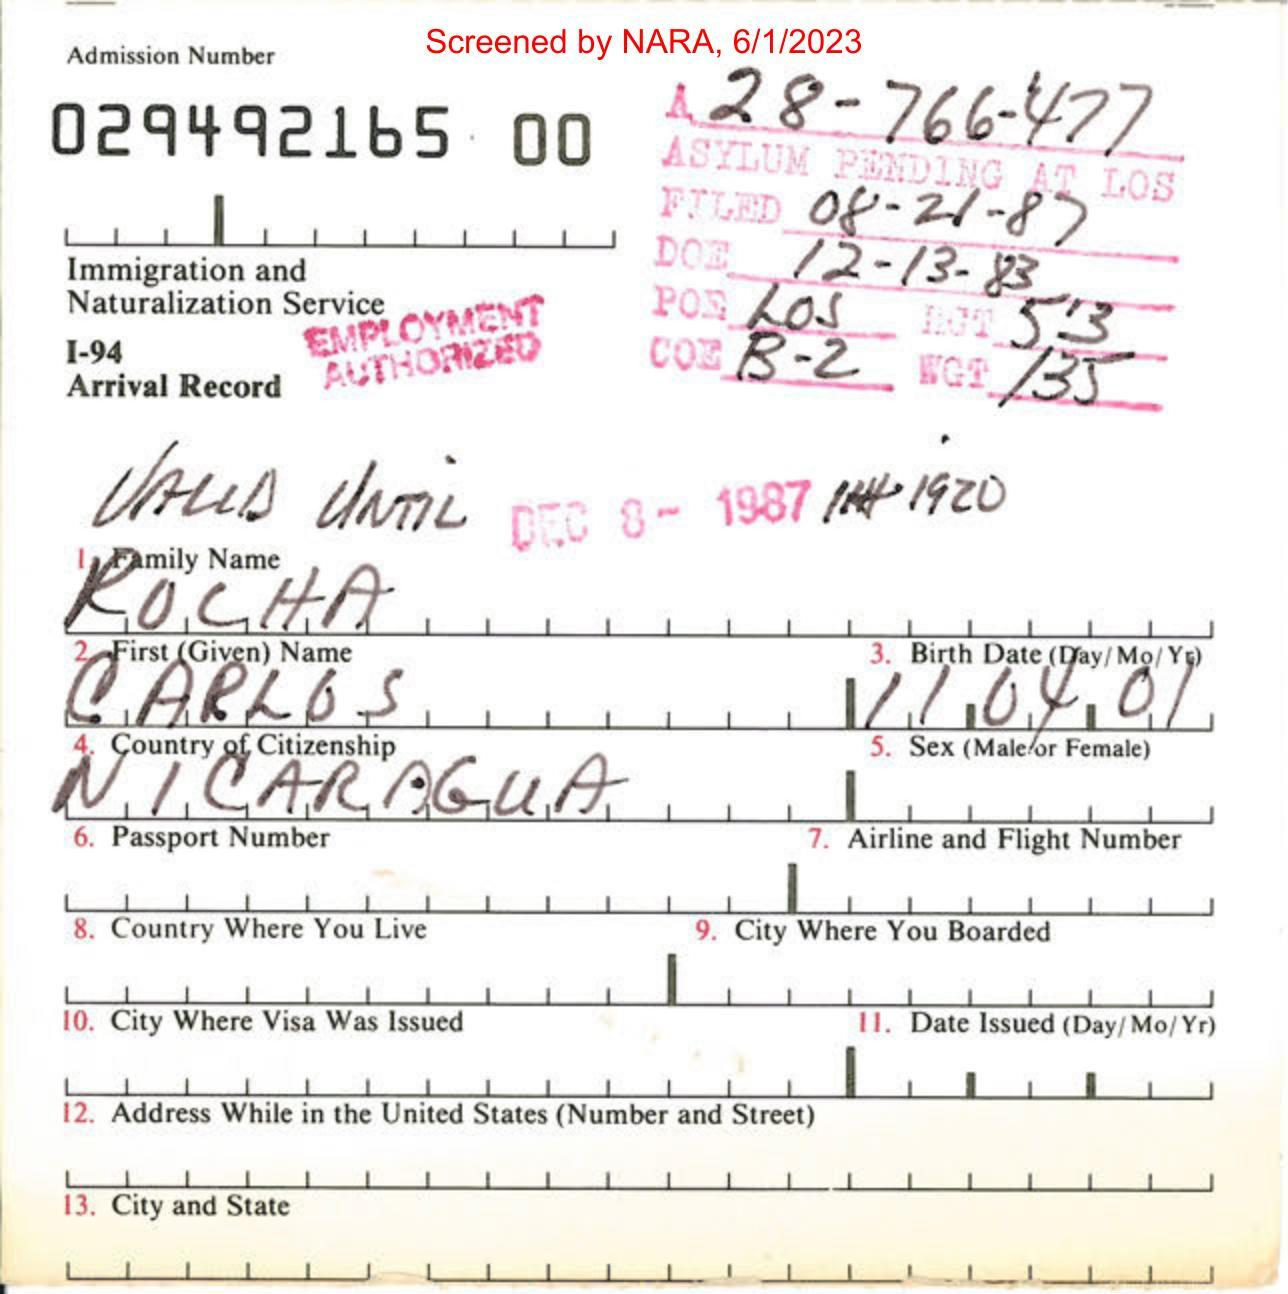 Screened by NARA, 6/1/2023
Admission Number
029492165 00
A 28-766-477
ASYLUM PENDING AT LOS
FILED 08-21-87
DOE 12-13-83
POE LOS HGT 5'3
COE B-2 WGT 135
Immigration and
Naturalization Service
I-94
Arrival Record
EMPLOYMENT
AUTHORIZED
VALID UNTIL DEC 8- 1987 1920
1. Family Name
ROCHA
2. First (Given) Name
CARLOS
3. Birth Date (Day/Mo/Yr)
11 04 01
4. Country of Citizenship
NICARAGUA
5. Sex (Male or Female)
6. Passport Number
7. Airline and Flight Number
8. Country Where You Live
9. City Where You Boarded
10. City Where Visa Was Issued
11. Date Issued (Day/Mo/Yr)
12. Address While in the United States (Number and Street)
13. City and State